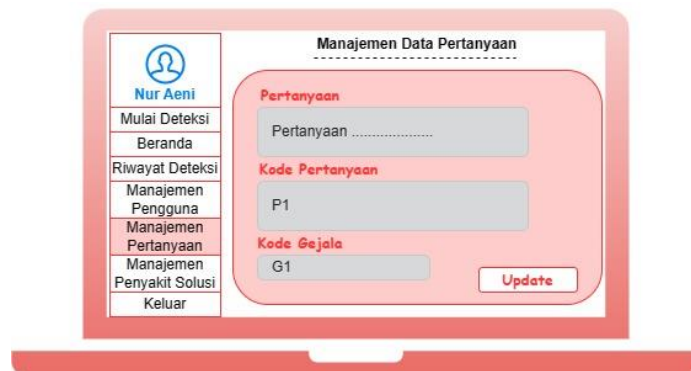 Manajemen Data Pertanyaan
Nur Aeni
Mulai Deteksi
Beranda
Riwayat Deteksi
Manajemen
Pengguna
Manajemen
Pertanyaan
Manajemen
Penyakit Solusi
Keluar
Pertanyaan
Pertanyaan ....................
Kode Pertanyaan
P1
Kode Gejala
G1
Update